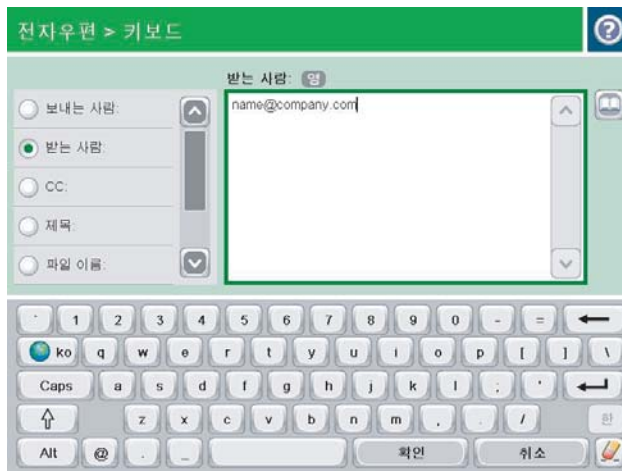 전자우편 > 키보드
?
받는 사람: 영
보내는 사람:
받는 사람:
CC:
제목:
파일 이름:
name@company.com
1 2 3 4 5 6 7 8 9 0 - =
ko q w e r t y u i o p [ ] \
Caps a s d f g h j k l ; '
z x c v b n m , . / 한
Alt @ . _ 확인 취소